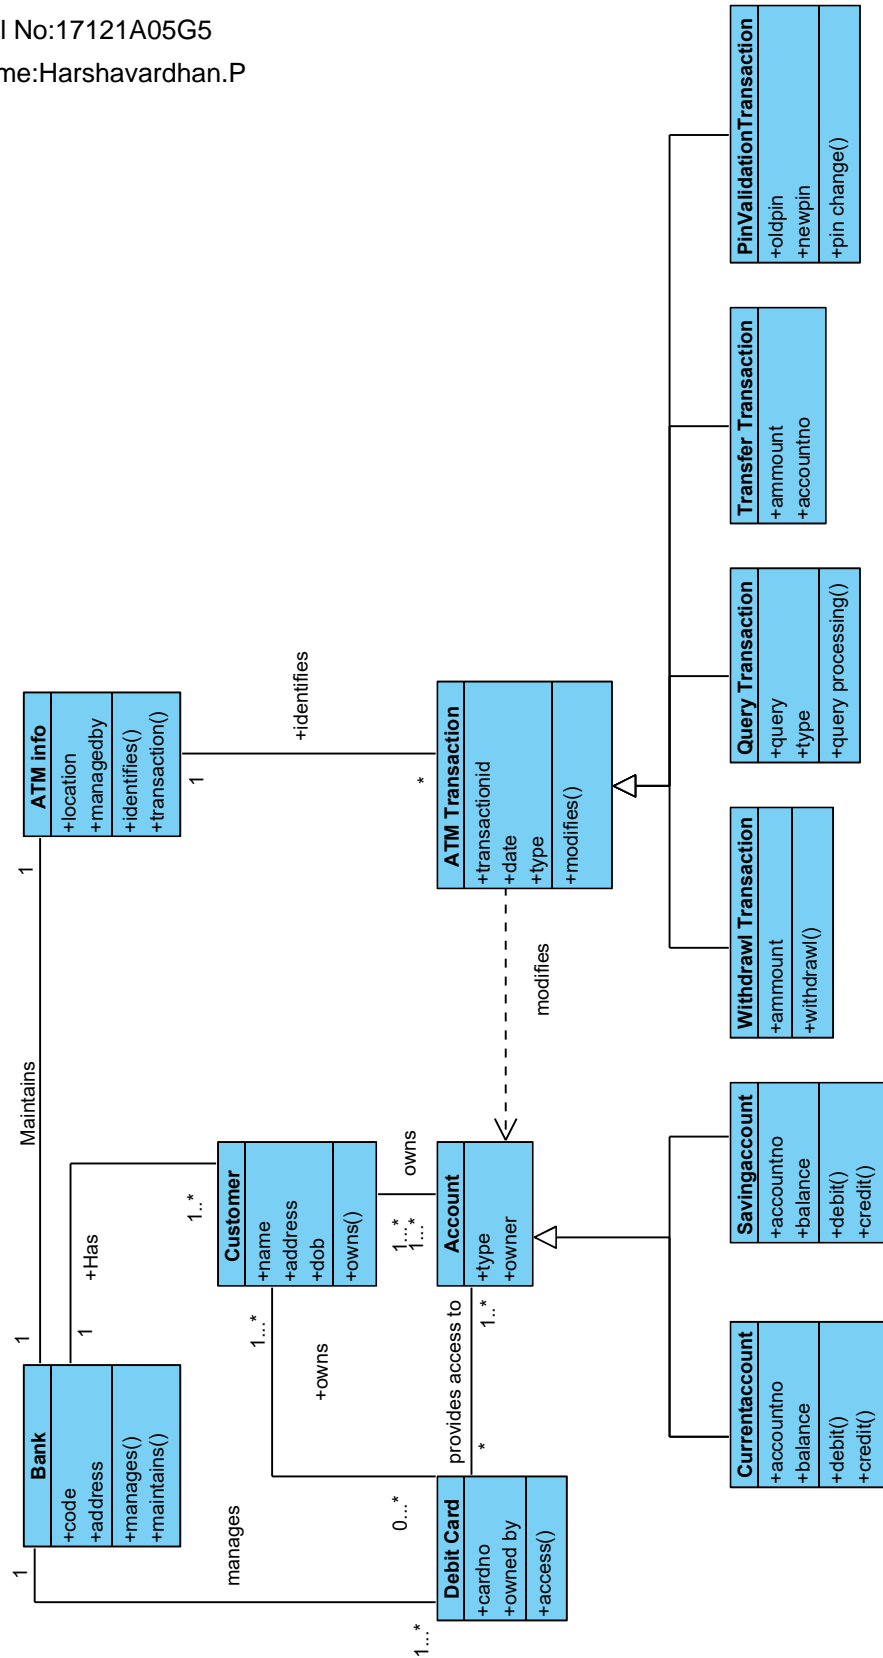 l No:17121A05G5
me:Harshavardhan.P
Bank
+code
+address
+manages()
+maintains()
1
Maintains
1
ATM info
+location
+managedby
+identifies()
+transaction()
1
+Has
1..*
1
manages
1...*
Customer
+name
+address
+dob
+owns()
1...*
+owns
0...*
1...*
owns
1...*
1
+identifies
*
Debit Card
+cardno
+owned by
+access()
*
provides access to
1..*
Account
+type
+owner
modifies
ATM Transaction
+transactionid
+date
+type
+modifies()
Currentaccount
+accountno
+balance
+debit()
+credit()
Savingaccount
+accountno
+balance
+debit()
+credit()
Withdrawl Transaction
+ammount
+withdrawl()
Query Transaction
+query
+type
+query processing()
Transfer Transaction
+ammount
+accountno
PinValidationTransaction
+oldpin
+newpin
+pin change()